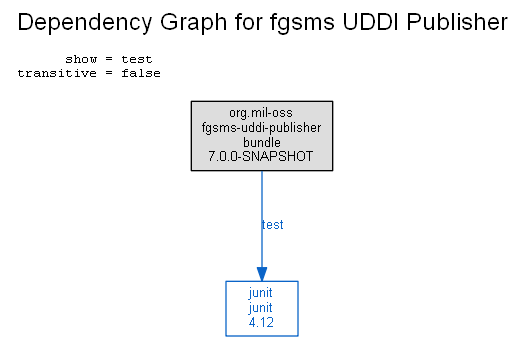 Dependency Graph for fgsms UDDI Publisher
show = test
transitive = false
org.mil-oss
fgsms-uddi-publisher
bundle
7.0.0-SNAPSHOT
test
junit
junit
4.12